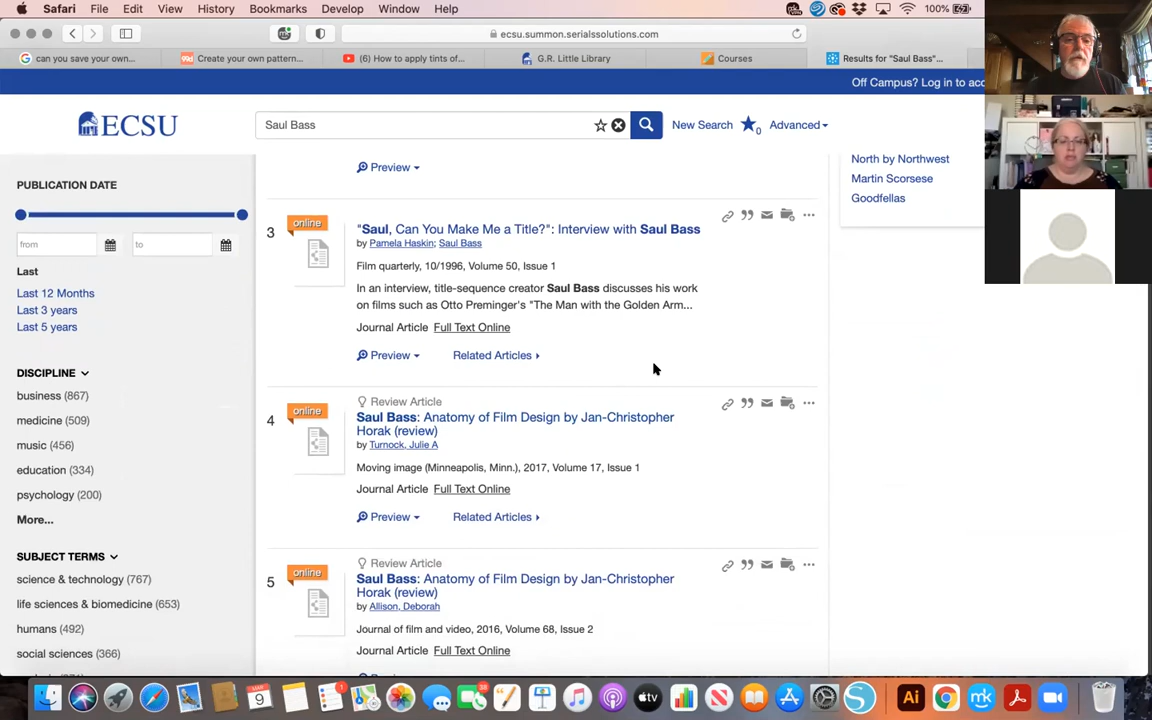 Safari File Edit View History Bookmarks Develop Window Help 100%
ecsu.summon.serialssolutions.com
can you save your own... Create your own pattern... (6) How to apply tints of... G.R. Little Library Courses Results for "Saul Bass"...
Off Campus? Log in to acc
ECSU Saul Bass New Search 0 Advanced
PUBLICATION DATE
from to
Last
Last 12 Months
Last 3 years
Last 5 years
DISCIPLINE
business (867)
medicine (509)
music (456)
education (334)
psychology (200)
More...
SUBJECT TERMS
science & technology (767)
life sciences & biomedicine (653)
humans (492)
social sciences (366)
Preview
3
online
"Saul, Can You Make Me a Title?": Interview with Saul Bass
by Pamela Haskin; Saul Bass
Film quarterly, 10/1996, Volume 50, Issue 1
In an interview, title-sequence creator Saul Bass discusses his work
on films such as Otto Preminger's "The Man with the Golden Arm...
Journal Article Full Text Online
Preview Related Articles
4
online
Review Article
Saul Bass: Anatomy of Film Design by Jan-Christopher
Horak (review)
by Turnock, Julie A
Moving image (Minneapolis, Minn.), 2017, Volume 17, Issue 1
Journal Article Full Text Online
Preview Related Articles
5
online
Review Article
Saul Bass: Anatomy of Film Design by Jan-Christopher
Horak (review)
by Allison, Deborah
Journal of film and video, 2016, Volume 68, Issue 2
Journal Article Full Text Online
North by Northwest
Martin Scorsese
Goodfellas
MAR
9
1
38
tv
Ai
mk